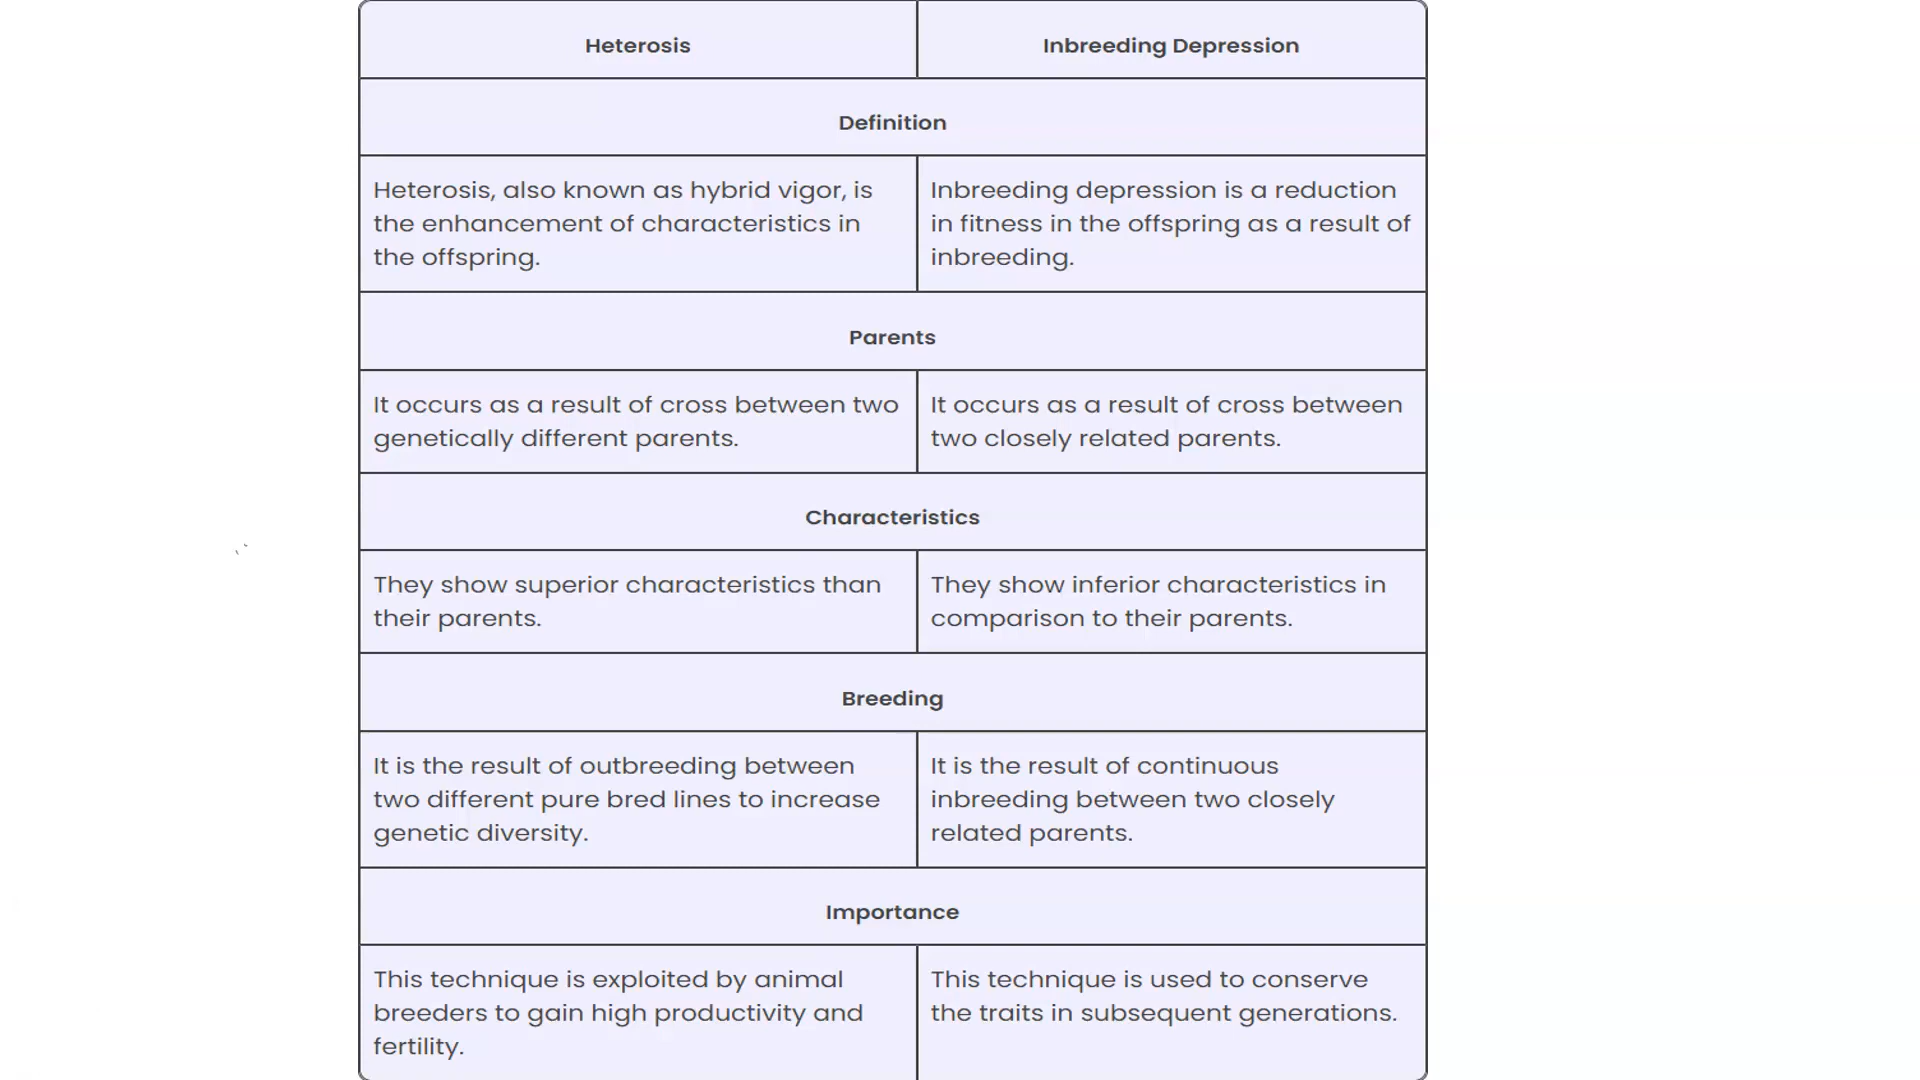 Heterosis
Inbreeding Depression
Definition
Heterosis, also known as hybrid vigor, is
the enhancement of characteristics in
the offspring.
Inbreeding depression is a reduction
in fitness in the offspring as a result of
inbreeding.
Parents
It occurs as a result of cross between two
genetically different parents.
It occurs as a result of cross between
two closely related parents.
Characteristics
They show superior characteristics than
their parents.
They show inferior characteristics in
comparison to their parents.
Breeding
It is the result of outbreeding between
two different pure bred lines to increase
genetic diversity.
It is the result of continuous
inbreeding between two closely
related parents.
Importance
This technique is exploited by animal
breeders to gain high productivity and
fertility.
This technique is used to conserve
the traits in subsequent generations.